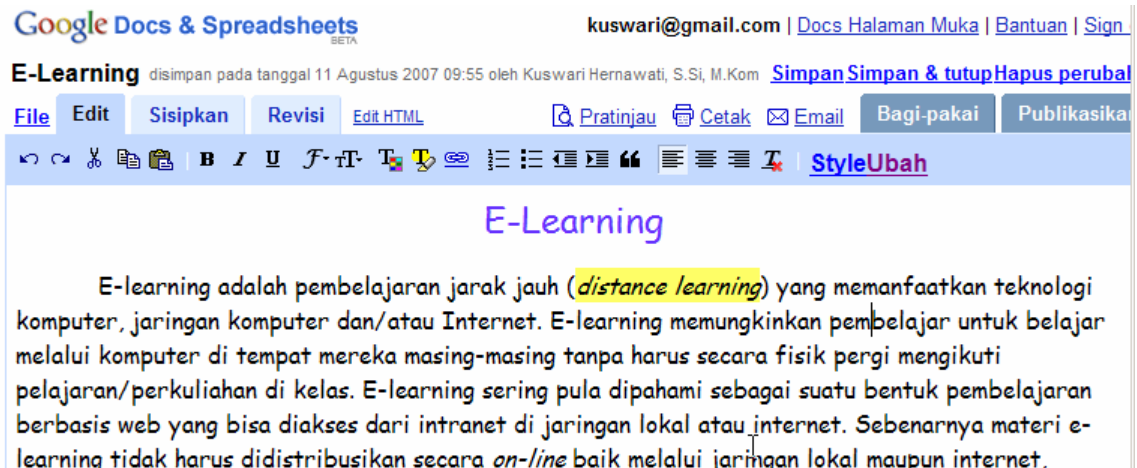 Google Docs & Spreadsheets BETA kuswari@gmail.com | Docs Halaman Muka | Bantuan | Sign
E-Learning disimpan pada tanggal 11 Agustus 2007 09:55 oleh Kuswari Hernawati, S.Si, M.Kom Simpan Simpan & tutup Hapus
File Edit Sisipkan Revisi Edit HTML Pratinjau Cetak Email Bagi-pakai
B I U StyleUbah
E-Learning
E-learning adalah pembelajaran jarak jauh (distance learning) yang memanfaatkan teknologi
komputer, jaringan komputer dan/atau Internet. E-learning memungkinkan pembelajar untuk belajar
melalui komputer di tempat mereka masing-masing tanpa harus secara fisik pergi mengikuti
pelajaran/perkuliahan di kelas. E-learning sering pula dipahami sebagai suatu bentuk pembelajaran
berbasis web yang bisa diakses dari intranet di jaringan lokal atau internet. Sebenarnya materi e-
learning tidak harus didistribusikan secara on-line baik melalui jaringan lokal maupun internet,